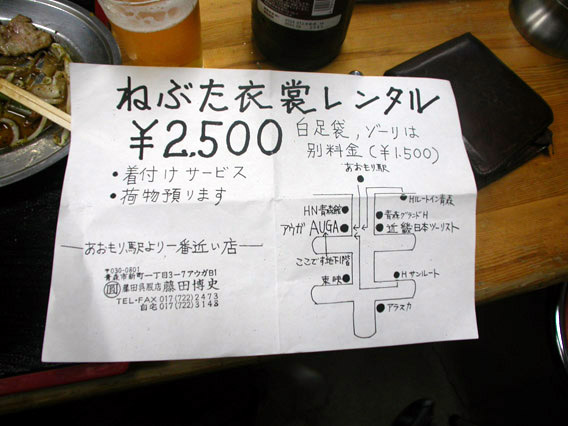 ねぶた衣裳レンタル
¥2.500
白足袋,ゾーリは
別料金(¥1.500)
・着付けサービス
・荷物預ります
—あおもり駅より一番近い店—
〒030-0801
青森市新町一丁目3-7アウガB1
藤田呉服店 藤田博史
TEL・FAX 017(722)2473
自宅 017(722)3148
あおもり駅
Hルートイン青森
HN青森館
青森グランドH
アウガ AUGA
近畿日本ツーリスト
ここです地下1階
東映
Hサンルート
アラスカ